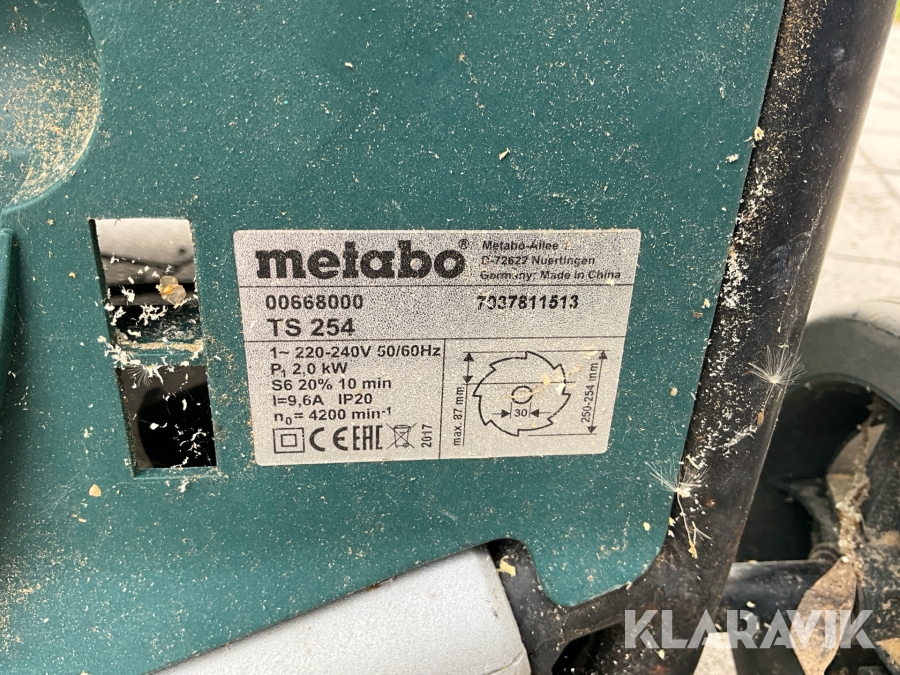 metabo®
Metabo-Allee 1
D-72622 Nuertingen
Germany, Made in China
00668000 7037811513
TS 254
1~ 220-240V 50/60Hz
P1 2,0 kW
S6 20% 10 min
I=9,6A IP20
n0= 4200 min-1
CE EAC 2017
max. 87 mm
30
250-254 mm
KLARAVIK